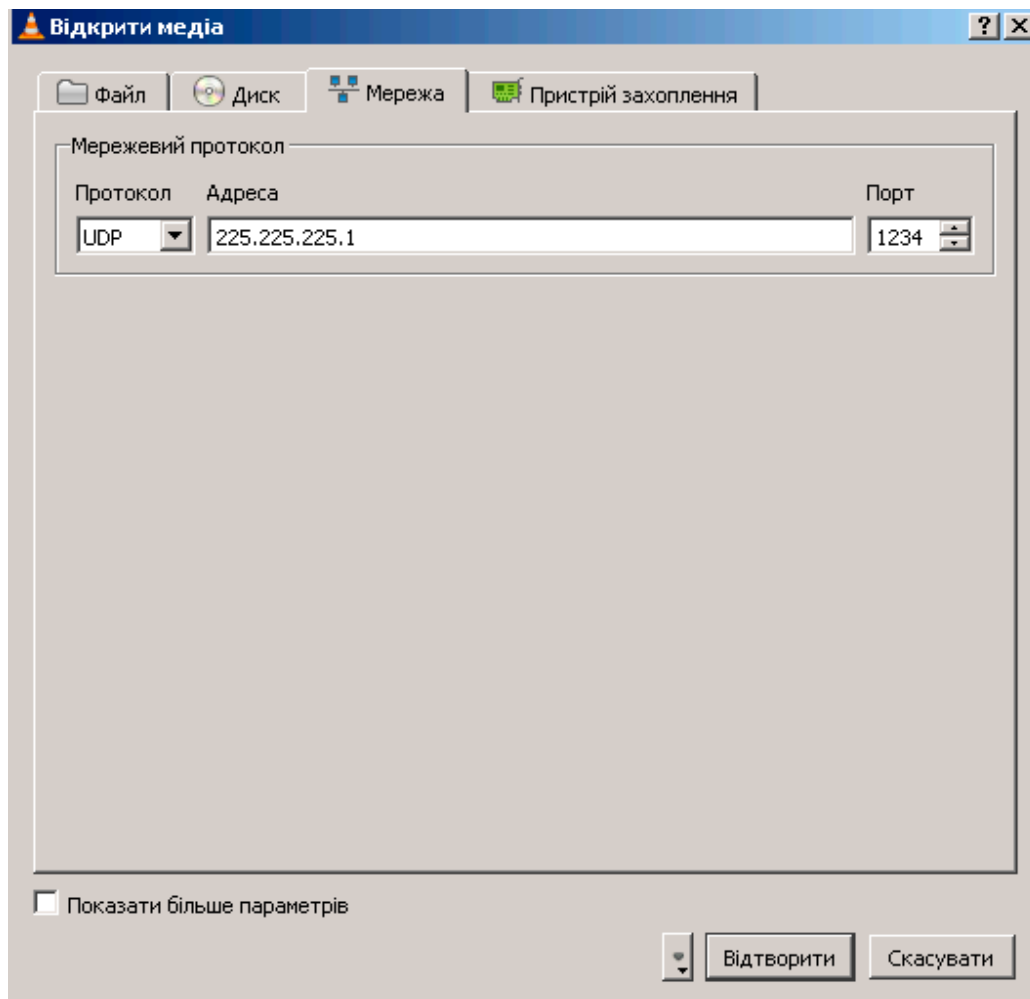 Відкрити медіа
Файл Диск Мережа Пристрій захоплення
Мережевий протокол
Протокол Адреса Порт
UDP 225.225.225.1 1234
Показати більше параметрів
Відтворити Скасувати